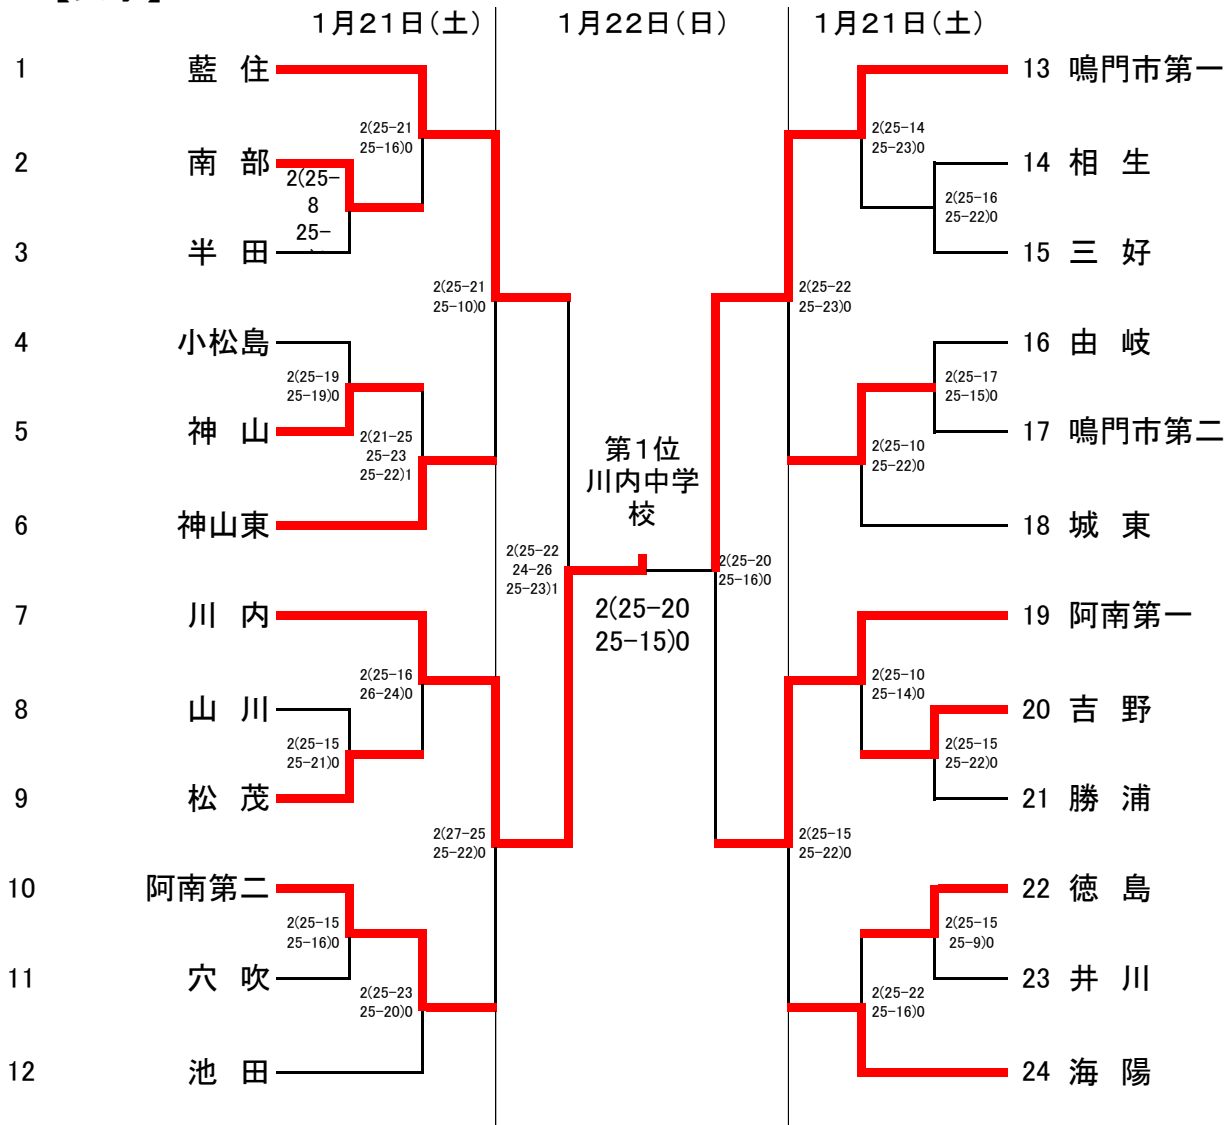 1月21日(土) 1月22日(日) 1月21日(土)
1 藍 住
2 南 部
3 半 田
4 小松島
5 神 山
6 神山東
7 川 内
8 山 川
9 松 茂
10 阿南第二
11 穴 吹
12 池 田
2(25-21
25-16)0
2(25-
8
25-
2(25-21
25-10)0
2(25-19
25-19)0
2(21-25
25-23
25-22)1
2(25-16
26-24)0
2(25-15
25-21)0
2(27-25
25-22)0
2(25-15
25-16)0
2(25-23
25-20)0
2(25-22
24-26
25-23)1
第1位
川内中学
校
2(25-20
25-15)0
2(25-20
25-16)0
13 鳴門市第一
14 相 生
15 三 好
16 由 岐
17 鳴門市第二
18 城 東
19 阿南第一
20 吉 野
21 勝 浦
22 徳 島
23 井 川
24 海 陽
2(25-14
25-23)0
2(25-16
25-22)0
2(25-22
25-23)0
2(25-17
25-15)0
2(25-10
25-22)0
2(25-10
25-14)0
2(25-15
25-22)0
2(25-15
25-22)0
2(25-15
25-9)0
2(25-22
25-16)0